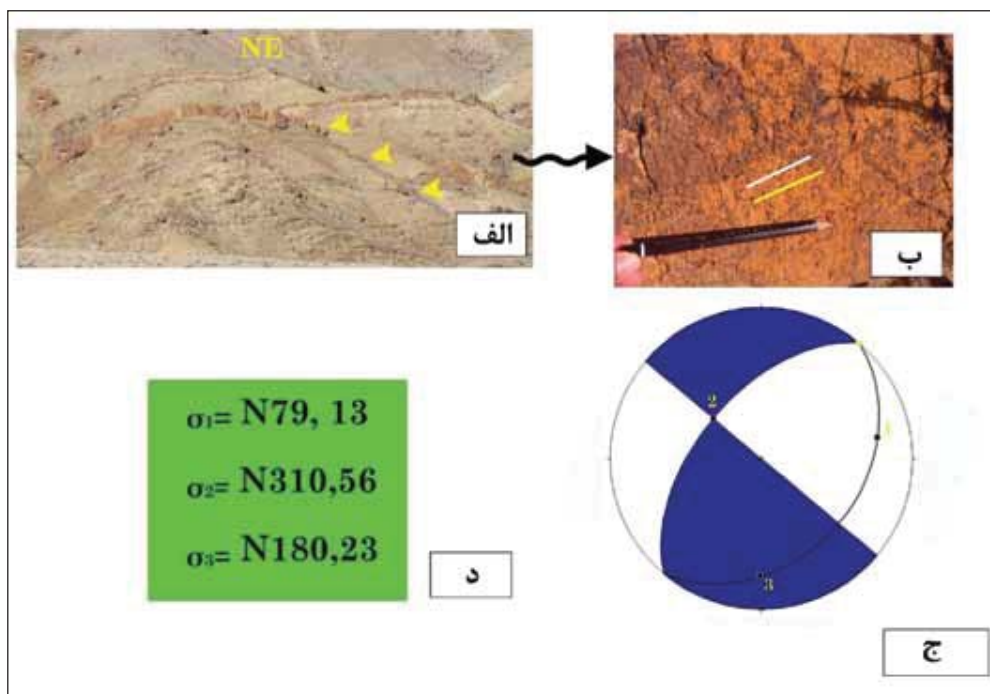 NE
الف
ب
σ1= N79, 13
σ2= N310,56
σ3= N180,23
د
2
1
3
ج